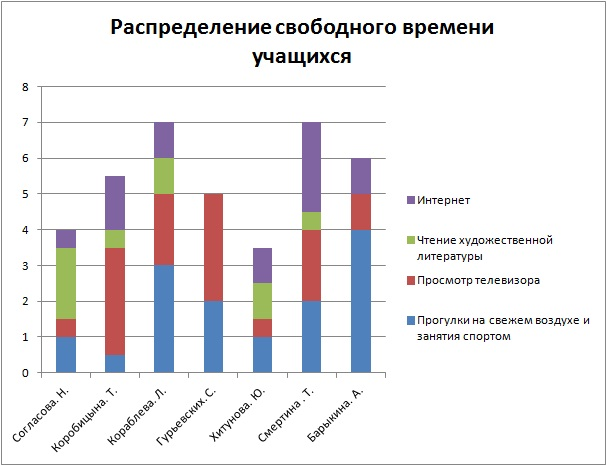 Распределение свободного времени
учащихся
8
7
6
5
4
3
2
1
0
Согласова. Н.
Коробицына. Т.
Кораблева. Л.
Гурьевских. С.
Хитунова. Ю.
Смертина . Т.
Барыкина. А.
Интернет
Чтение художественной
литературы
Просмотр телевизора
Прогулки на свежем воздухе и
занятия спортом